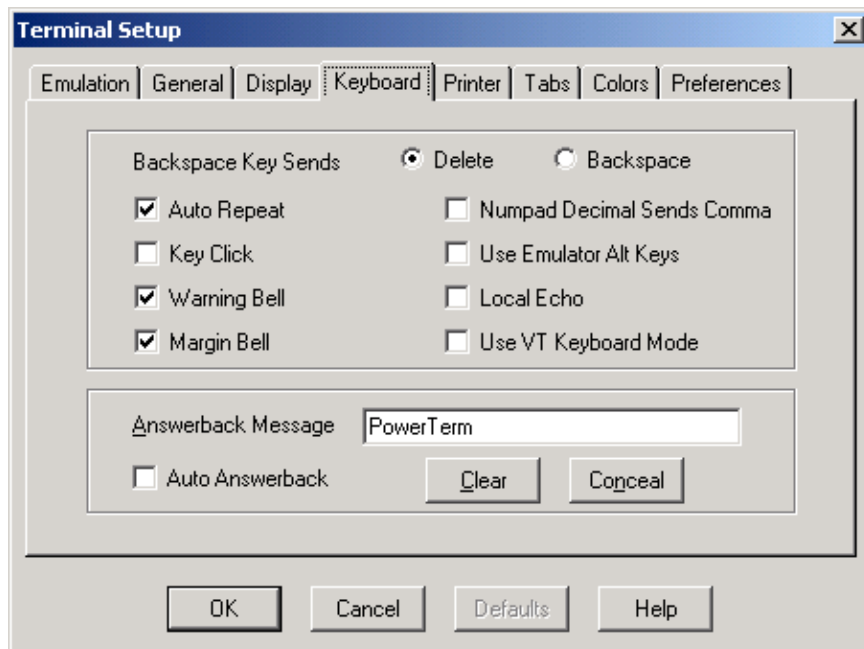 Terminal Setup
Emulation General Display Keyboard Printer Tabs Colors Preferences
Backspace Key Sends Delete Backspace
Auto Repeat Numpad Decimal Sends Comma
Key Click Use Emulator Alt Keys
Warning Bell Local Echo
Margin Bell Use VT Keyboard Mode
Answerback Message PowerTerm
Auto Answerback Clear Conceal
OK Cancel Defaults Help